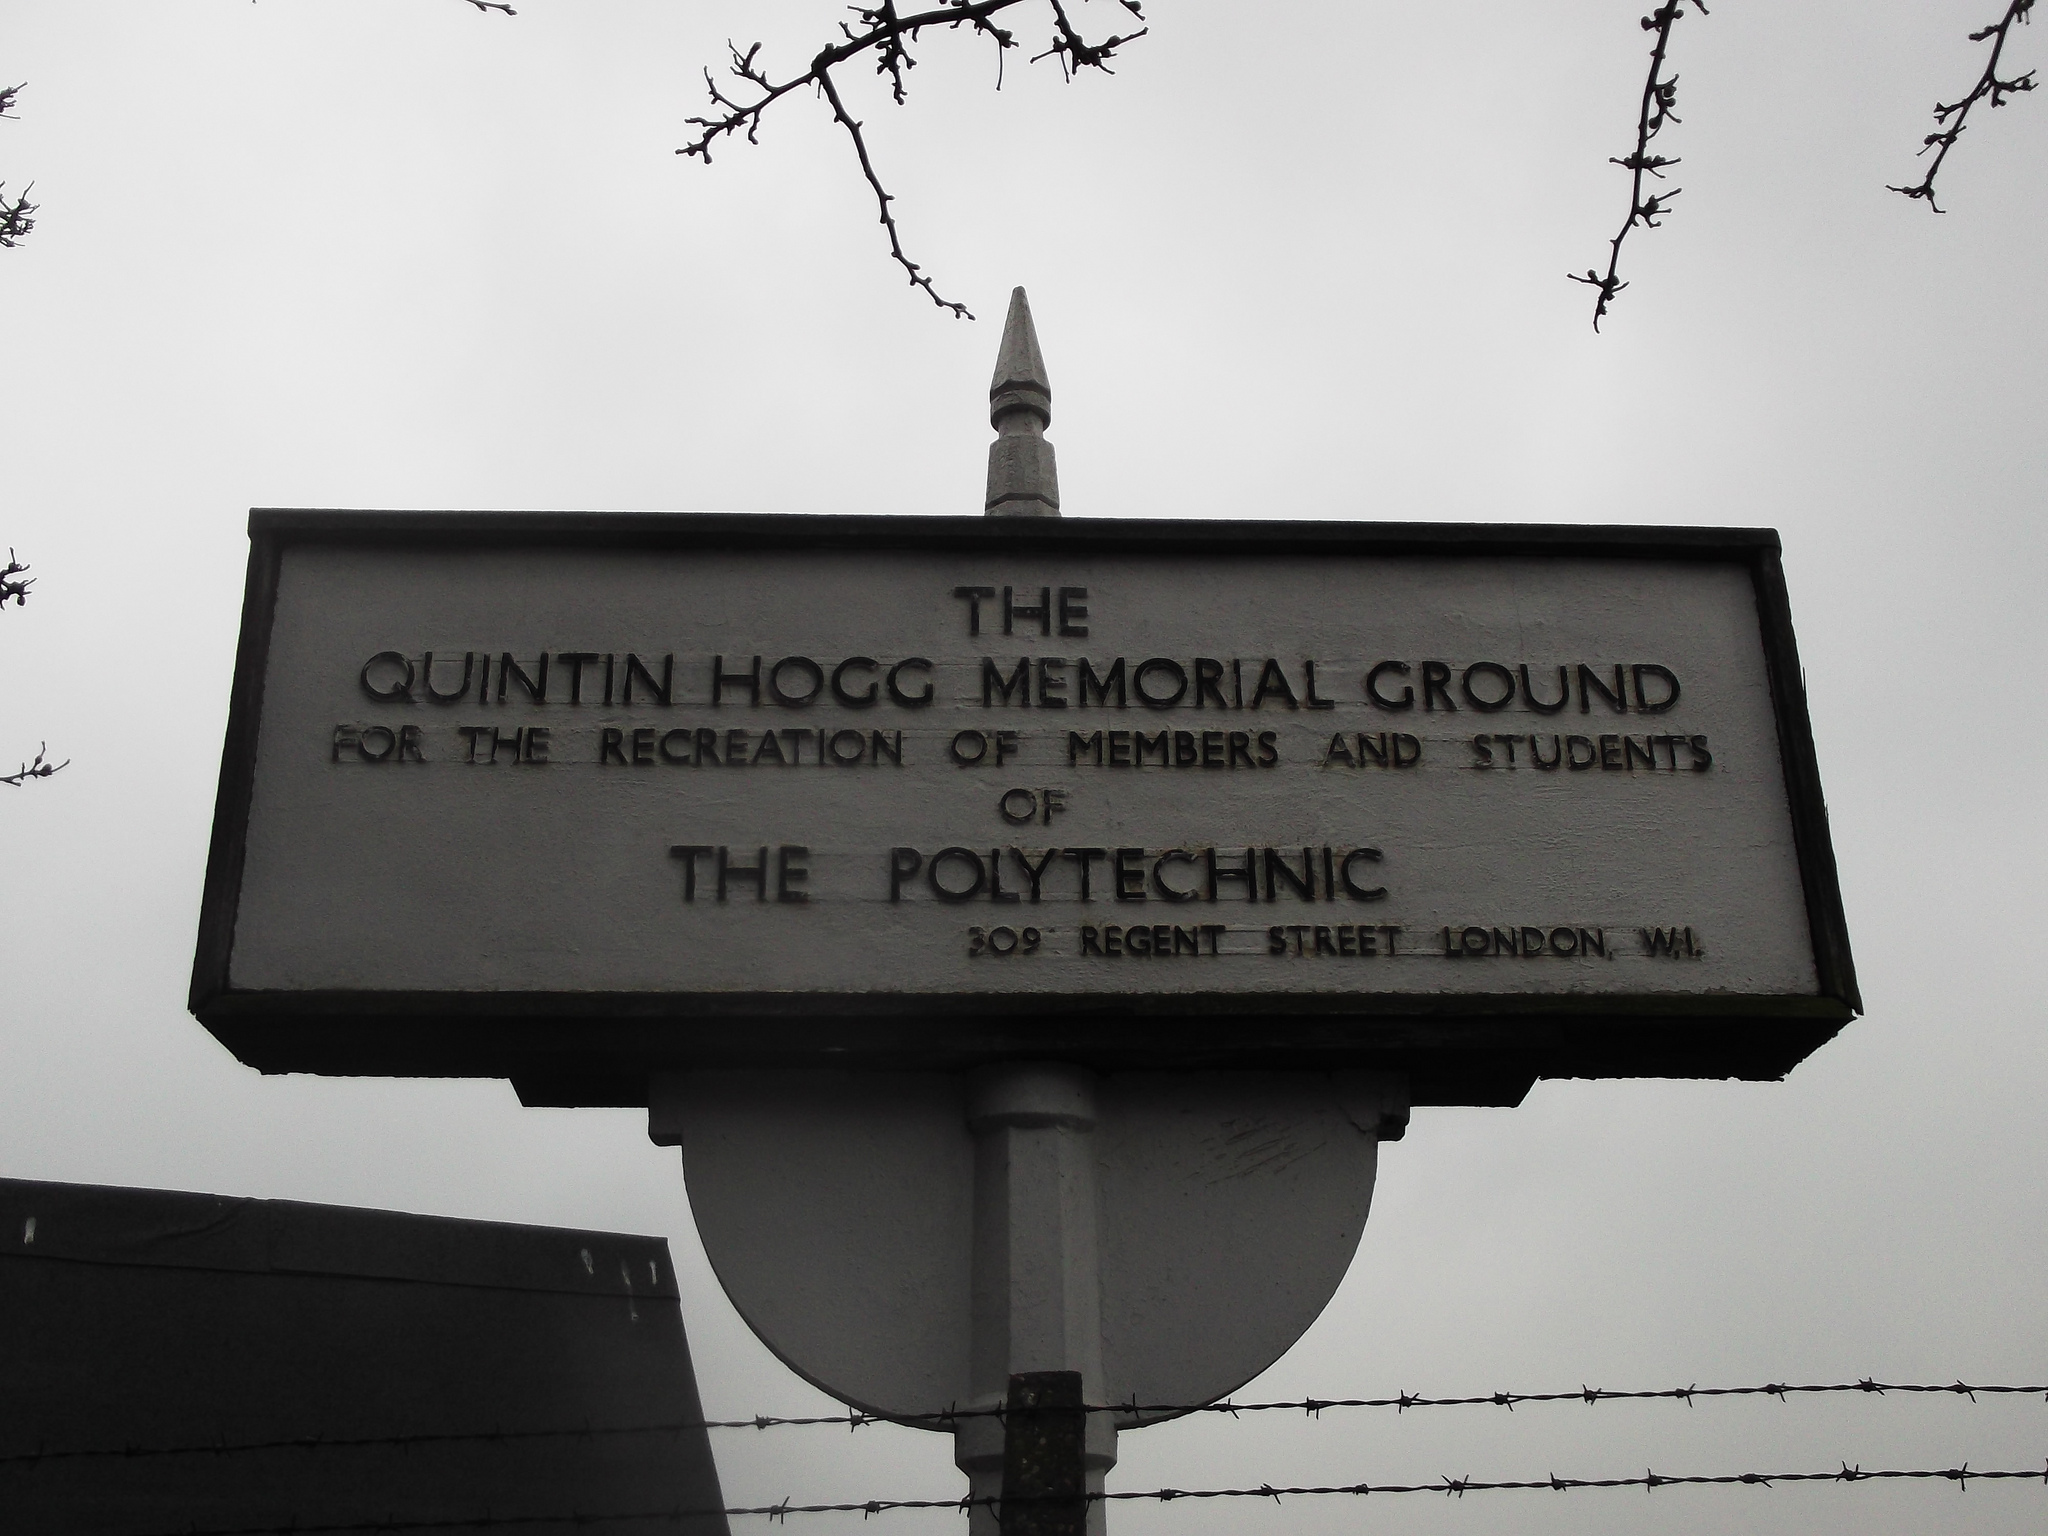 THE
QUINTIN HOGG MEMORIAL GROUND
FOR THE RECREATION OF MEMBERS AND STUDENTS
OF
THE POLYTECHNIC
309 REGENT STREET LONDON, W.1.